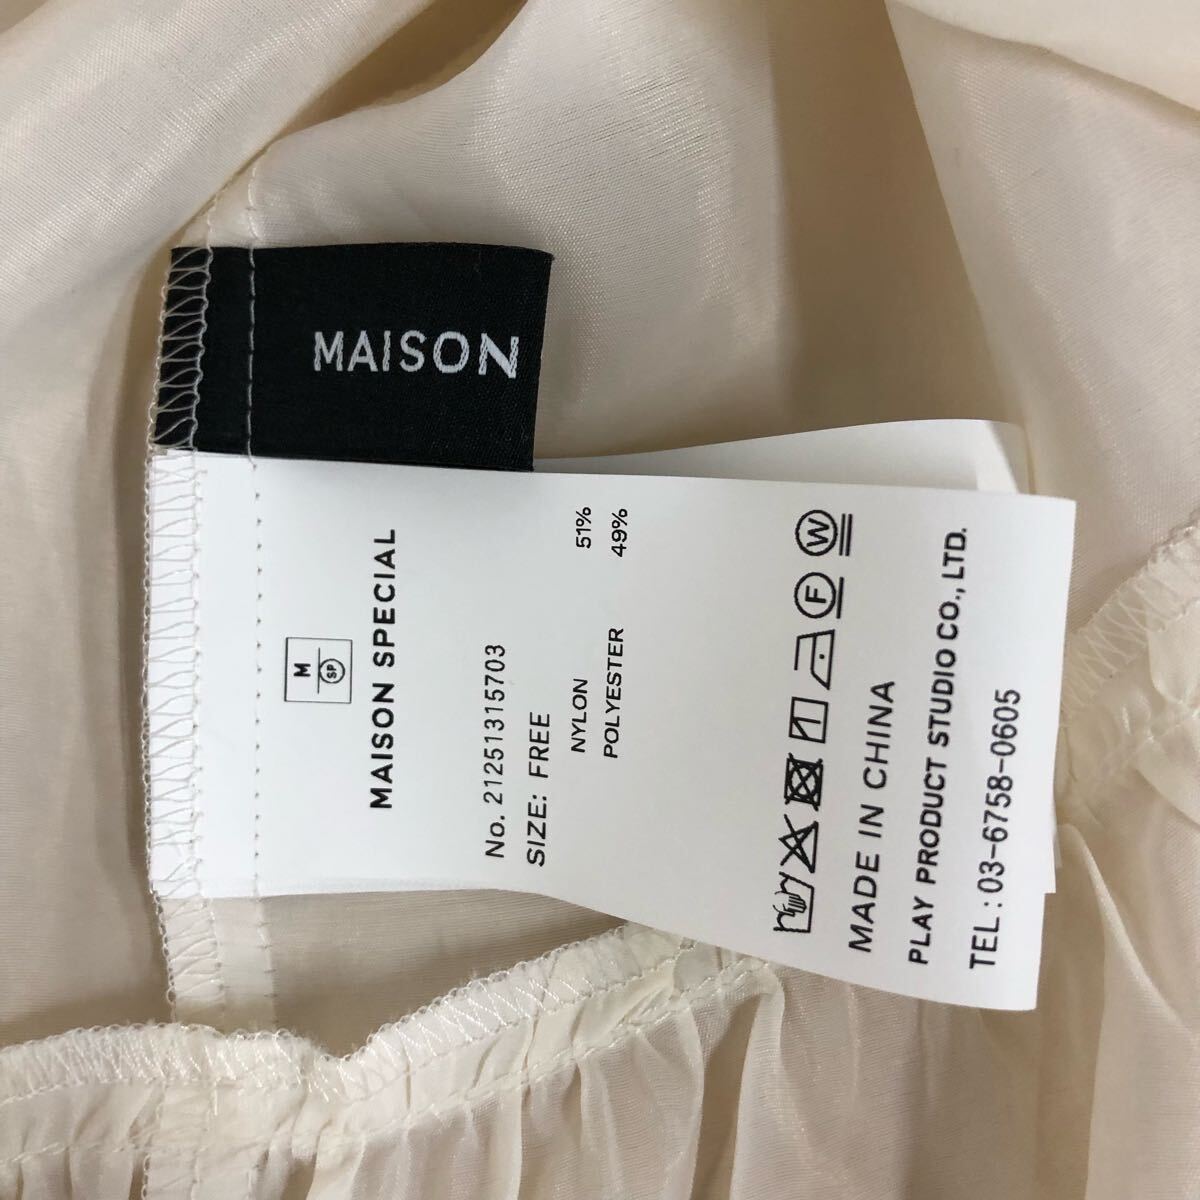 MAISON
M
SP
MAISON SPECIAL
No. 21251315703
SIZE: FREE
NYLON 51%
POLYESTER 49%
1 F W
MADE IN CHINA
PLAY PRODUCT STUDIO CO., LTD.
TEL : 03-6758-0605